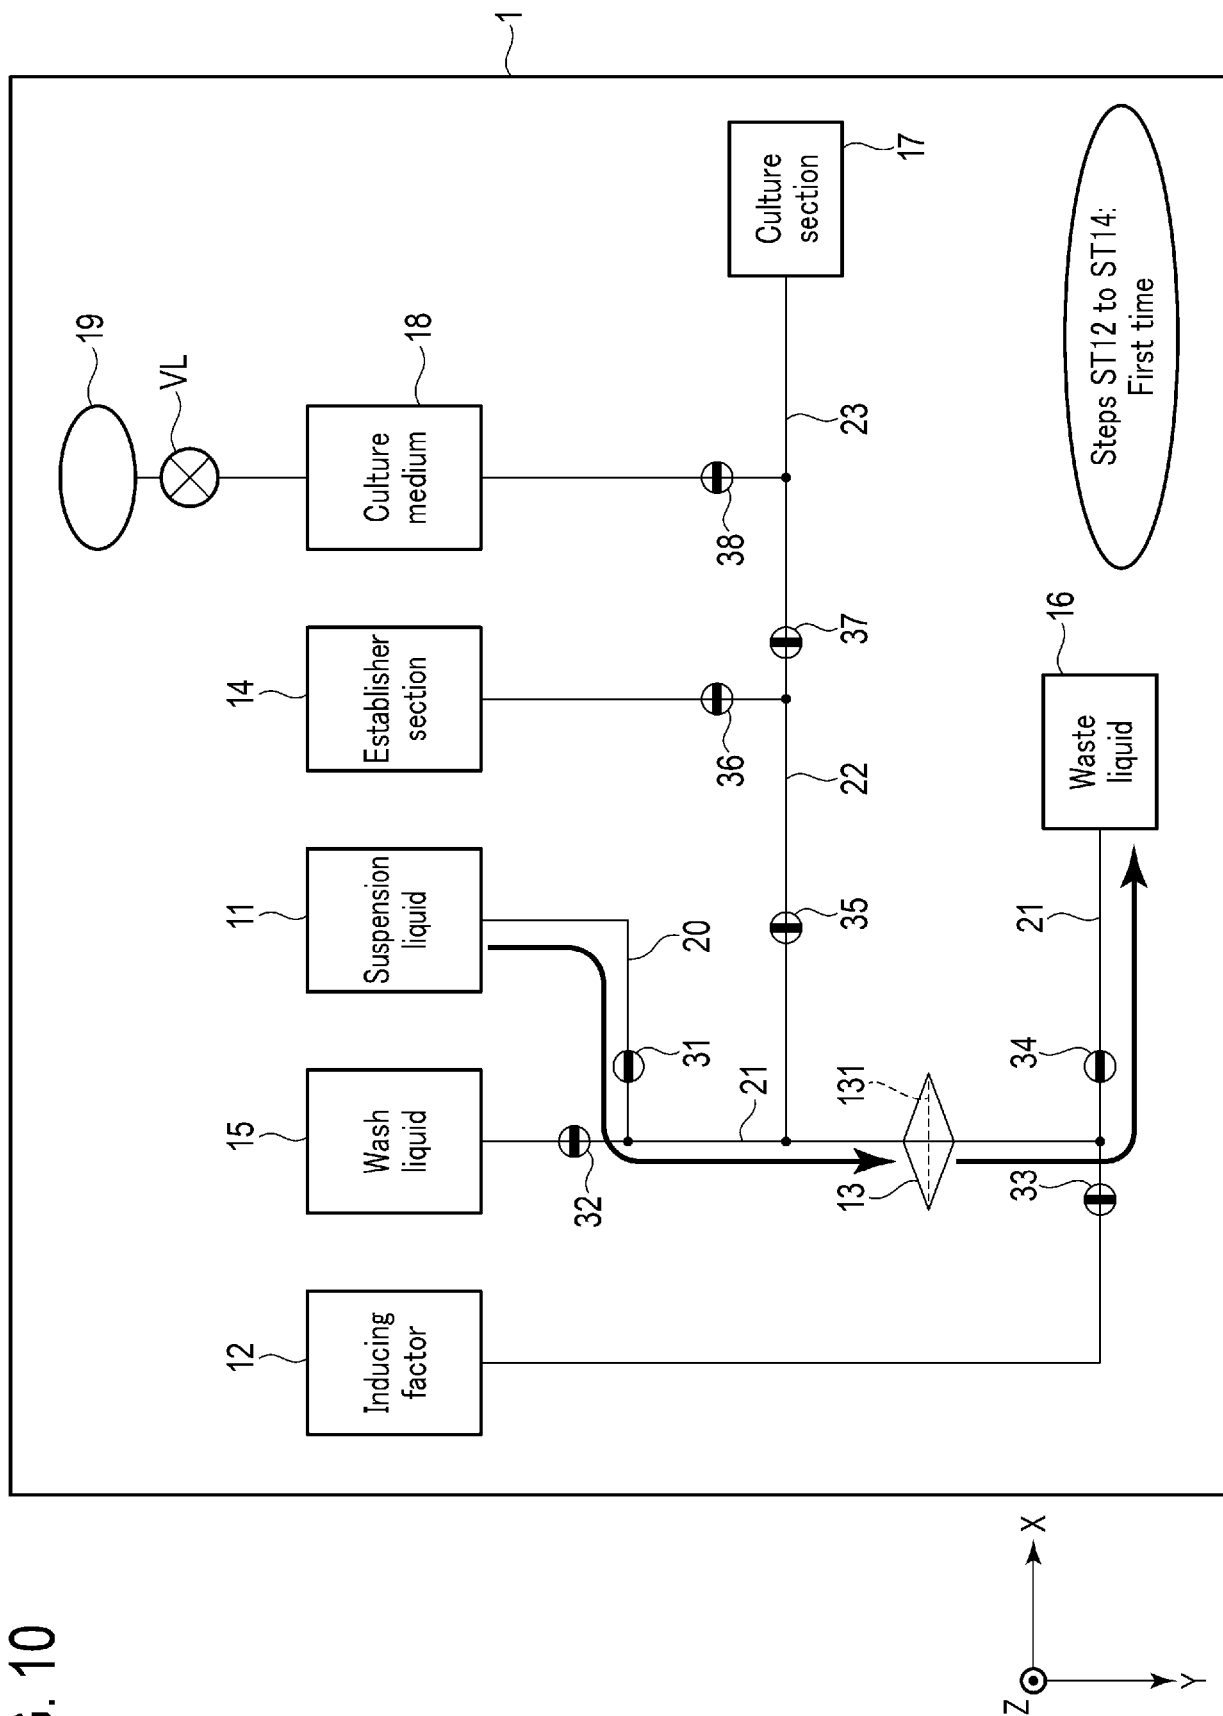 G. 10
1
19
VL
12
Inducing
factor
15
Wash
liquid
11
Suspension
liquid
14
Establisher
section
18
Culture
medium
32
31
20
36
38
21
35
22
37
23
Culture
section
17
13
131
33
34
21
Waste
liquid
16
Steps ST12 to ST14:
First time
Z
X
Y